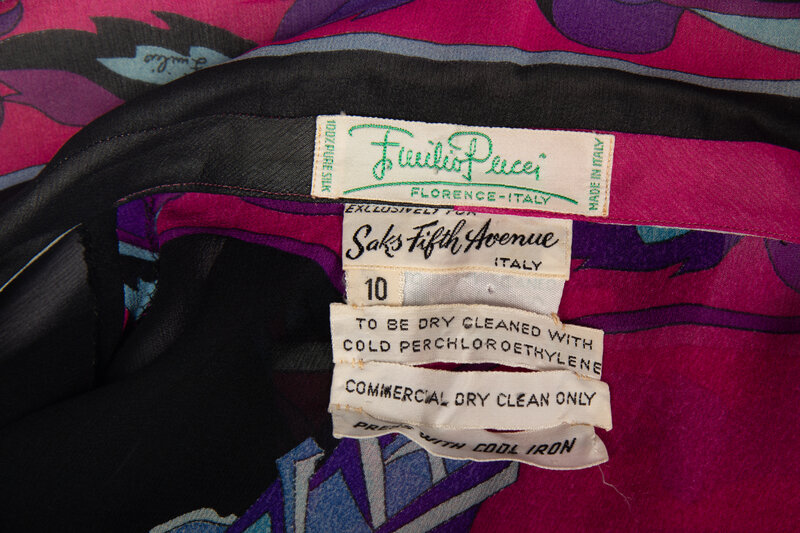 Emilio
100% PURE SILK
Emilio Pucci
FLORENCE-ITALY
MADE IN ITALY
EXCLUSIVELY FOR
Saks Fifth Avenue
ITALY
10
TO BE DRY CLEANED WITH
COLD PERCHLOROETHYLENE
COMMERCIAL DRY CLEAN ONLY
PRESS WITH COOL IRON